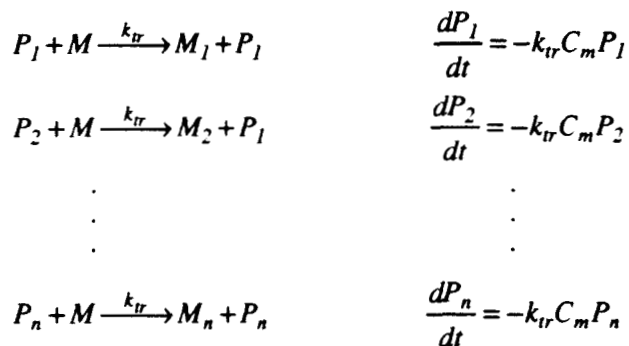 P_1 + M \xrightarrow{k_{tr}} M_1 + P_1    \frac{dP_1}{dt} = -k_{tr} C_m P_1
P_2 + M \xrightarrow{k_{tr}} M_2 + P_1    \frac{dP_2}{dt} = -k_{tr} C_m P_2
.    .
.    .
.    .
P_n + M \xrightarrow{k_{tr}} M_n + P_n    \frac{dP_n}{dt} = -k_{tr} C_m P_n